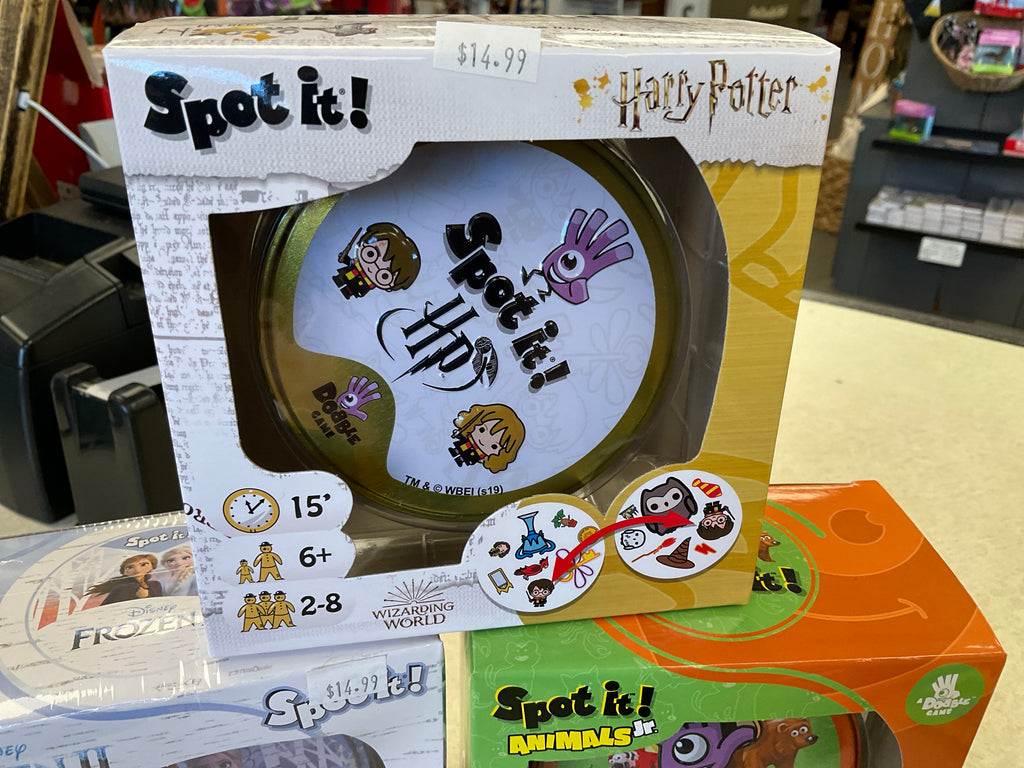 $14.99
Spot it!
Harry Potter
Spot it!
HP
DOBBLE
GAME
TM & © WBEI (s19)
15'
6+
2-8
WIZARDING
WORLD
Spot it!
DISNEY
FROZEN
Spot it!
$14.99
Spot it!
ANIMALS Jr.
A DOBBLE
GAME